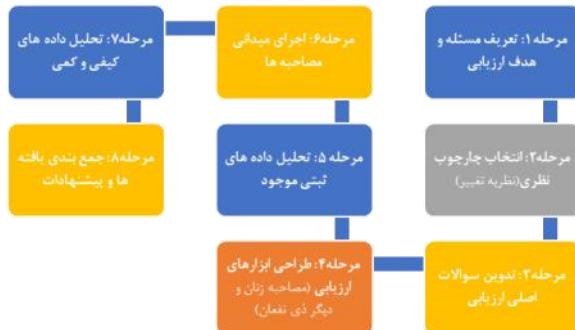 مرحله۱: تعریف مسئله و
هدف ارزیابی
مرحله۲: انتخاب چارچوب
نظری(نظریه تغییر)
مرحله۳: تدوین سوالات
اصلی ارزیابی
مرحله۴: طراحی ابزارهای
ارزیابی (مصاحبه زنان و
دیگر ذی نفعان)
مرحله ۵: تحلیل داده های
ثبتی موجود
مرحله۶: اجرای میدانی
مصاحبه ها
مرحله۷: تحلیل داده های
کیفی و کمی
مرحله۸: جمع بندی یافته
ها و پیشنهادات